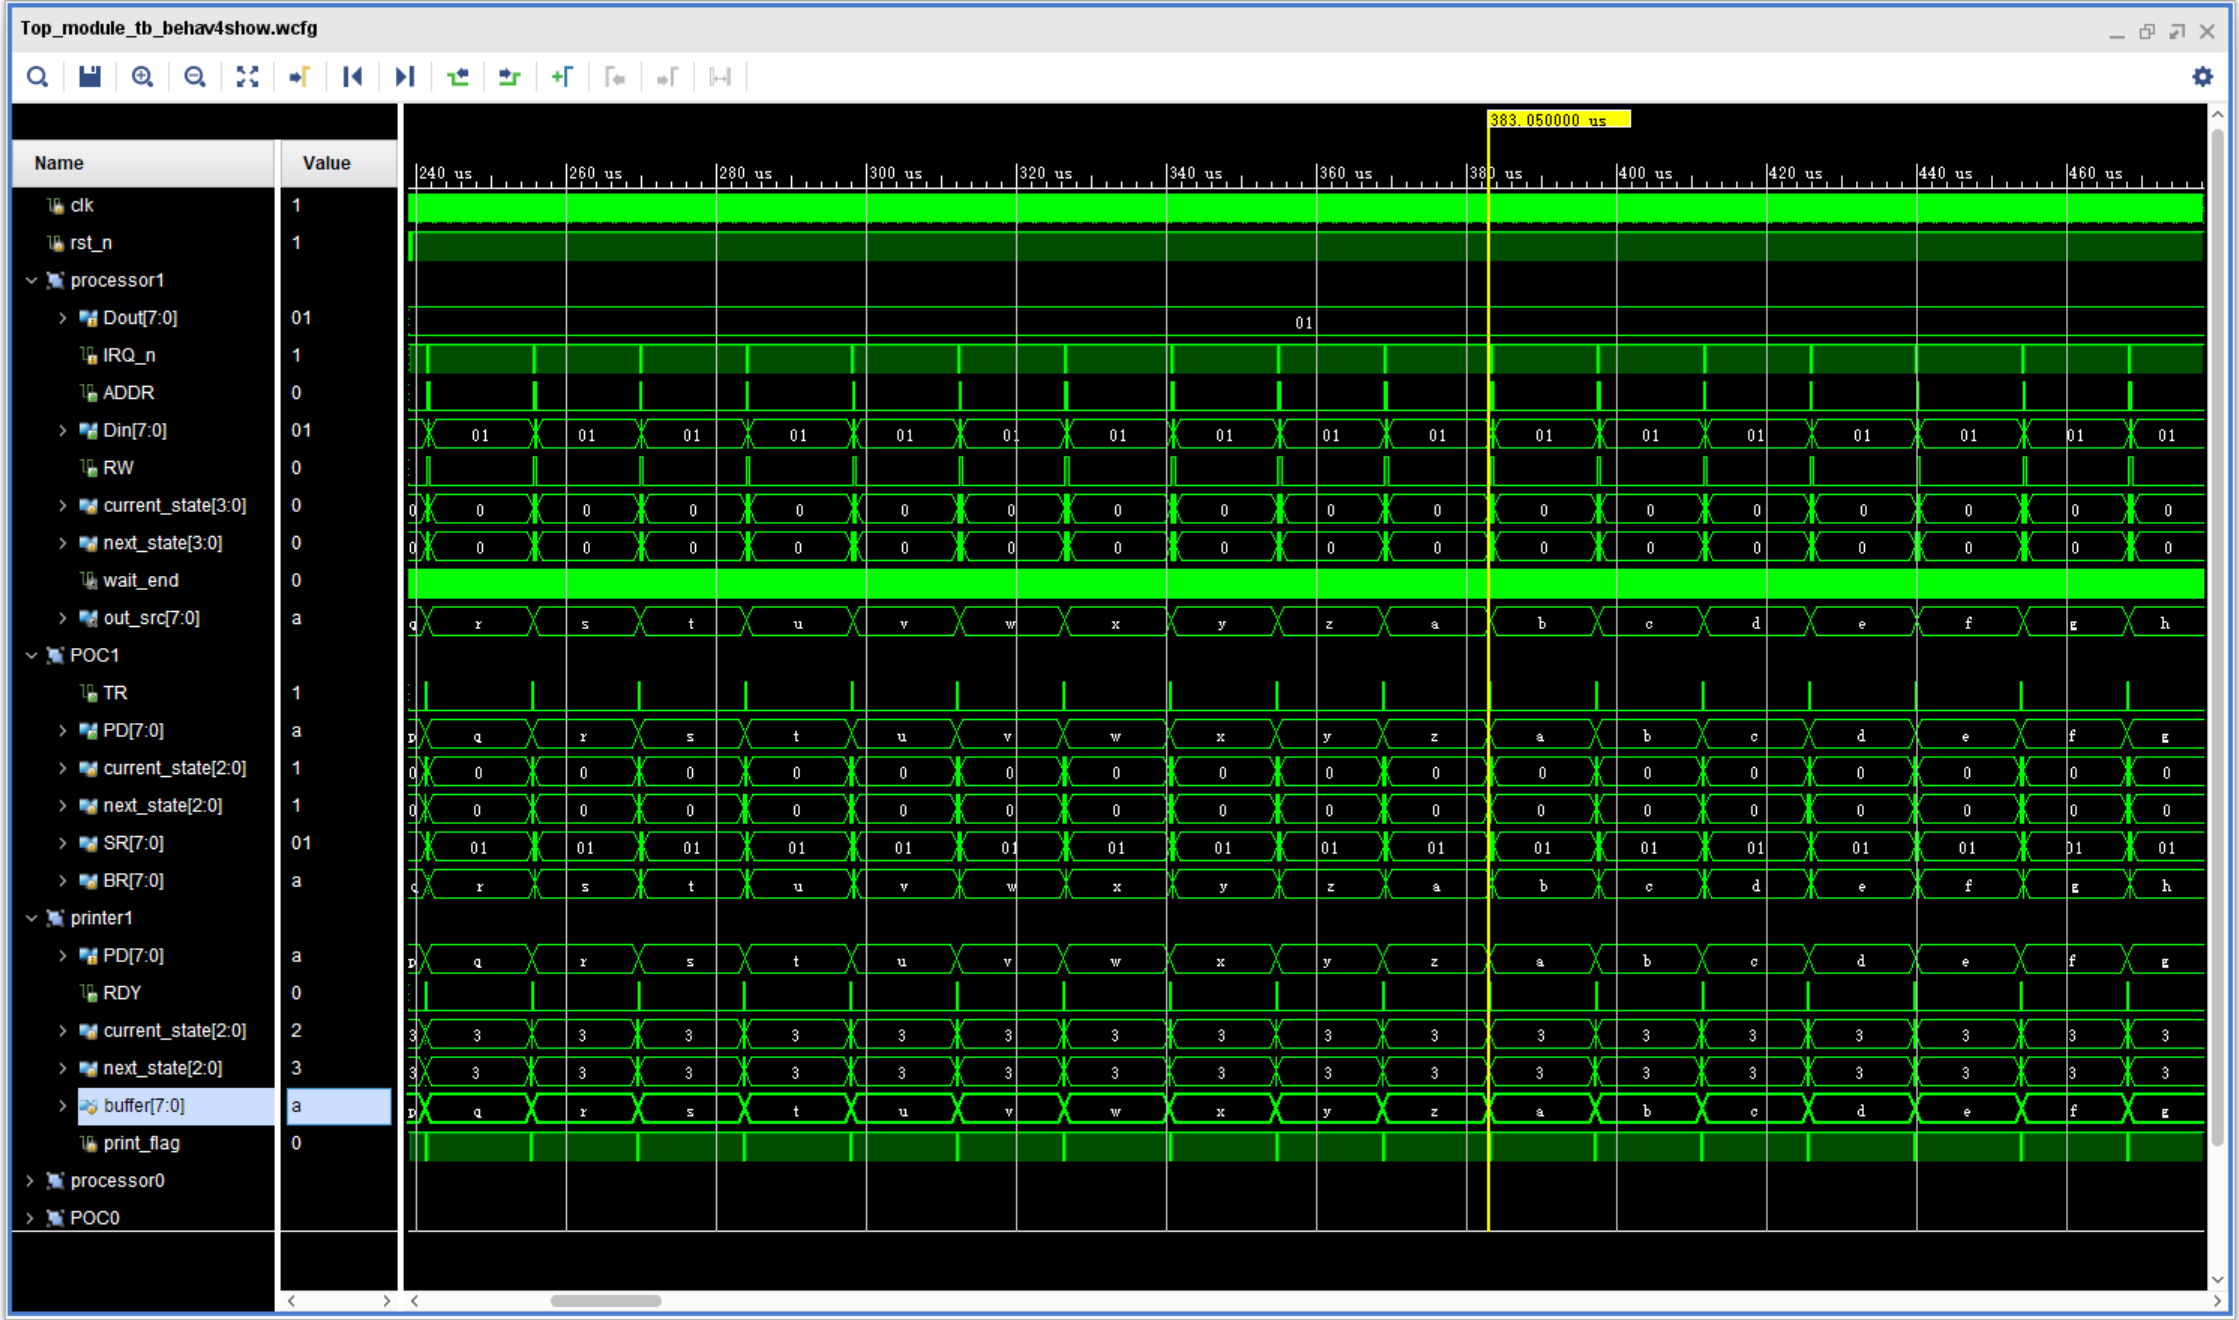 Top_module_tb_behav4show.wcfg
383.050000 us
Name Value
240 us 260 us 280 us 300 us 320 us 340 us 360 us 380 us 400 us 420 us 440 us 460 us
clk 1
rst_n 1
processor1
Dout[7:0] 01 01
IRQ_n 1
ADDR 0
Din[7:0] 01 01 01 01 01 01 01 01 01 01 01 01 01 01 01 01 01 01
RW 0
current_state[3:0] 0 0 0 0 0 0 0 0 0 0 0 0 0 0 0 0 0 0 0
next_state[3:0] 0 0 0 0 0 0 0 0 0 0 0 0 0 0 0 0 0 0 0
wait_end 0
out_src[7:0] a q r s t u v w x y z a b c d e f g h
POC1
TR 1
PD[7:0] a p q r s t u v w x y z a b c d e f g
current_state[2:0] 1 0 0 0 0 0 0 0 0 0 0 0 0 0 0 0 0 0 0
next_state[2:0] 1 0 0 0 0 0 0 0 0 0 0 0 0 0 0 0 0 0 0
SR[7:0] 01 01 01 01 01 01 01 01 01 01 01 01 01 01 01 01 01 01
BR[7:0] a q r s t u v w x y z a b c d e f g h
printer1
PD[7:0] a p q r s t u v w x y z a b c d e f g
RDY 0
current_state[2:0] 2 3 3 3 3 3 3 3 3 3 3 3 3 3 3 3 3 3 3
next_state[2:0] 3 3 3 3 3 3 3 3 3 3 3 3 3 3 3 3 3 3 3
buffer[7:0] a p q r s t u v w x y z a b c d e f g
print_flag 0
processor0
POC0